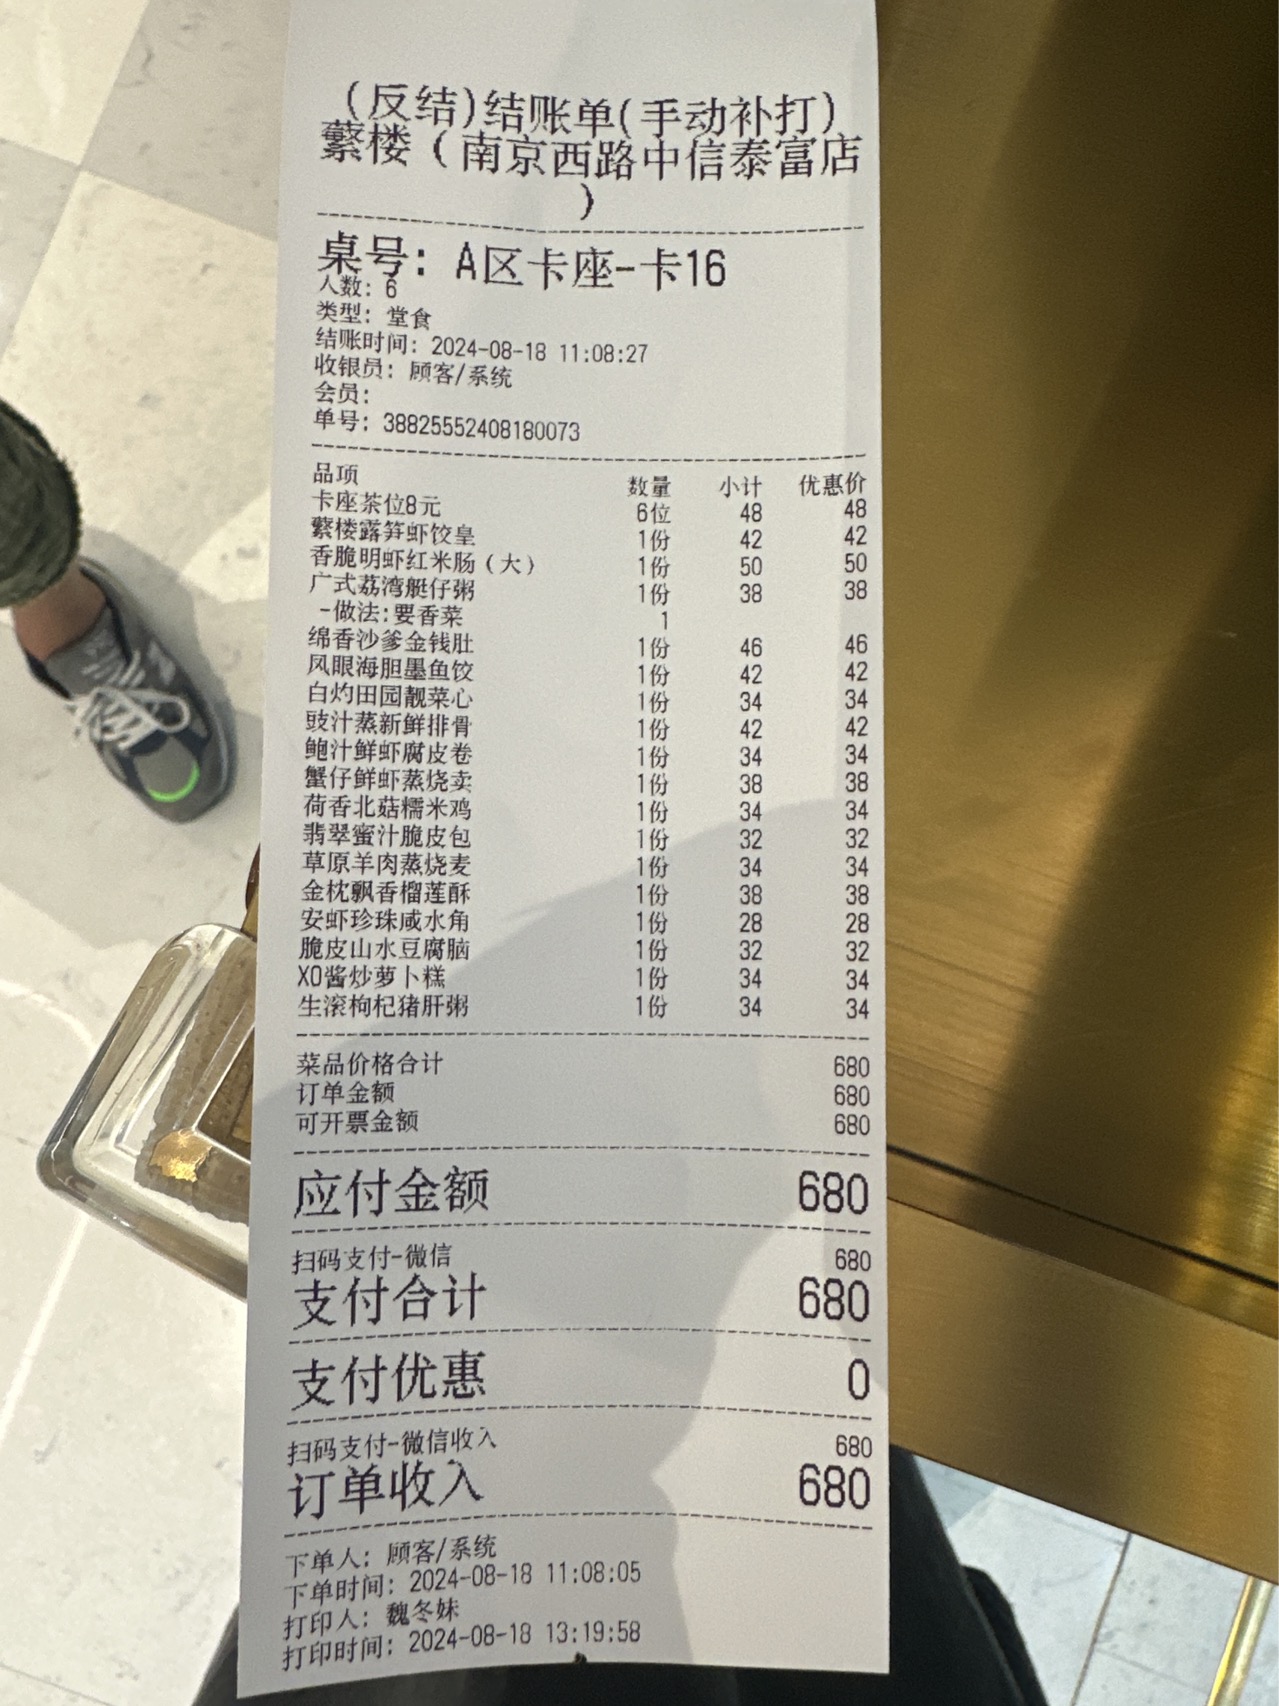 (反结)结账单(手动补打)
蘩楼（南京西路中信泰富店
）
桌号: A区卡座-卡16
人数: 6
类型: 堂食
结账时间: 2024-08-18 11:08:27
收银员: 顾客/系统
会员:
单号: 38825552408180073
品项 数量 小计 优惠价
卡座茶位8元 6位 48 48
蘩楼露笋虾饺皇 1份 42 42
香脆明虾红米肠（大） 1份 50 50
广式荔湾艇仔粥 1份 38 38
-做法:要香菜 1
绵香沙爹金钱肚 1份 46 46
凤眼海胆墨鱼饺 1份 42 42
白灼田园靓菜心 1份 34 34
豉汁蒸新鲜排骨 1份 42 42
鲍汁鲜虾腐皮卷 1份 34 34
蟹仔鲜虾蒸烧卖 1份 38 38
荷香北菇糯米鸡 1份 34 34
翡翠蜜汁脆皮包 1份 32 32
草原羊肉蒸烧麦 1份 34 34
金枕飘香榴莲酥 1份 38 38
安虾珍珠咸水角 1份 28 28
脆皮山水豆腐脑 1份 32 32
XO酱炒萝卜糕 1份 34 34
生滚枸杞猪肝粥 1份 34 34
菜品价格合计 680
订单金额 680
可开票金额 680
应付金额 680
扫码支付-微信 680
支付合计 680
支付优惠 0
扫码支付-微信收入 680
订单收入 680
下单人: 顾客/系统
下单时间: 2024-08-18 11:08:05
打印人: 魏冬妹
打印时间: 2024-08-18 13:19:58